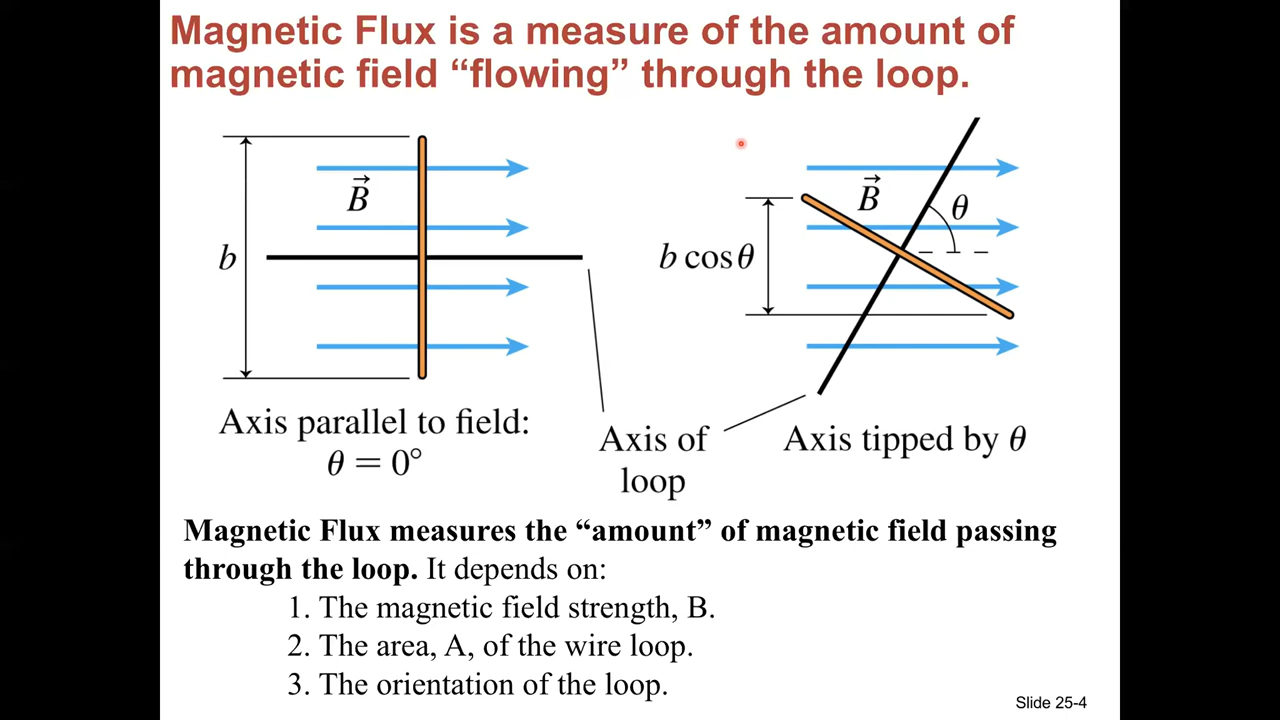 Magnetic Flux is a measure of the amount of
magnetic field “flowing” through the loop.
B⃗
b
Axis parallel to field:
θ = 0°
B⃗
θ
b cosθ
Axis of
loop
Axis tipped by θ
Magnetic Flux measures the “amount” of magnetic field passing
through the loop. It depends on:
1. The magnetic field strength, B.
2. The area, A, of the wire loop.
3. The orientation of the loop.
Slide 25-4